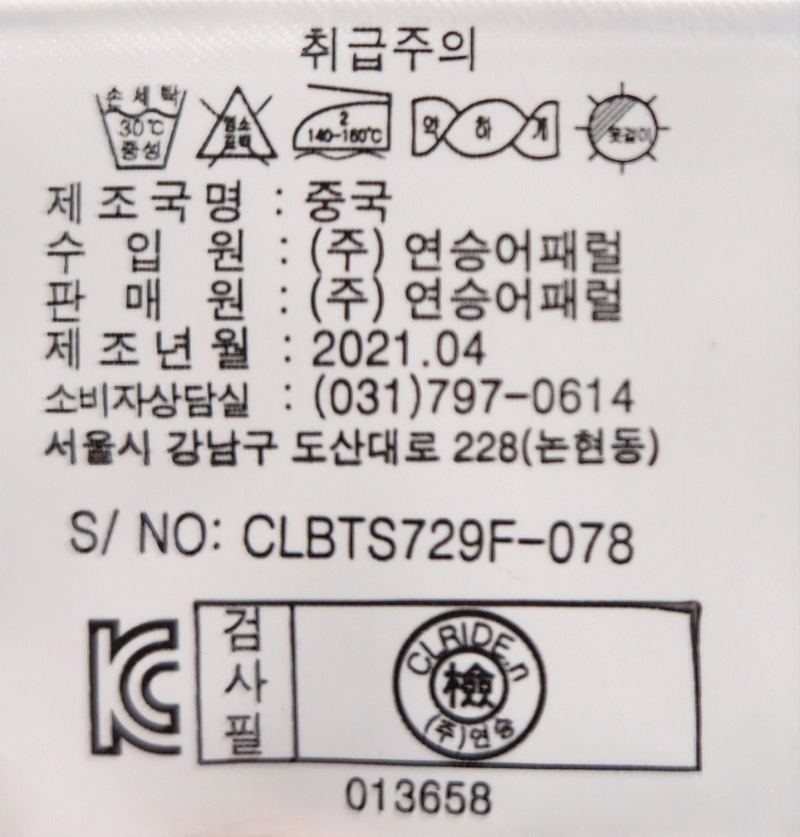 취급주의
손 세 탁
30℃
중성
염소
표백
2
140~160℃
약 하 게
옷걸이
제조국명 : 중국
수 입 원 : (주) 연승어패럴
판 매 원 : (주) 연승어패럴
제조년월 : 2021.04
소비자상담실 : (031)797-0614
서울시 강남구 도산대로 228(논현동)
S/ NO: CLBTS729F-078
KC
검사필
CLRIDE.n
檢
(주)연승
013658